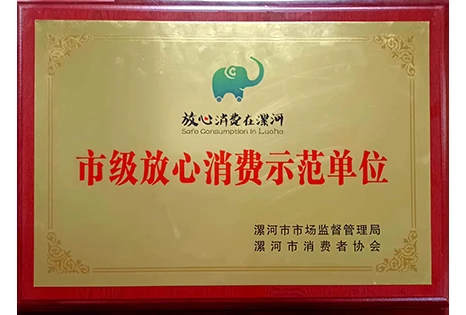 放心消费在漯河
Safe Consumption In Luohe
市级放心消费示范单位
漯河市市场监督管理局
漯河市消费者协会